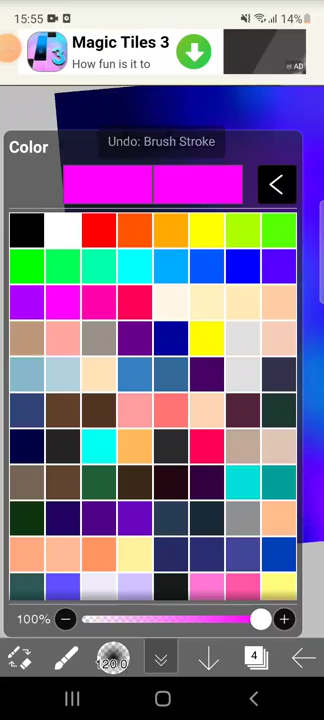 15:55
14%
Magic Tiles 3
How fun is it to
AD
Color
Undo: Brush Stroke
100%
120.0
4